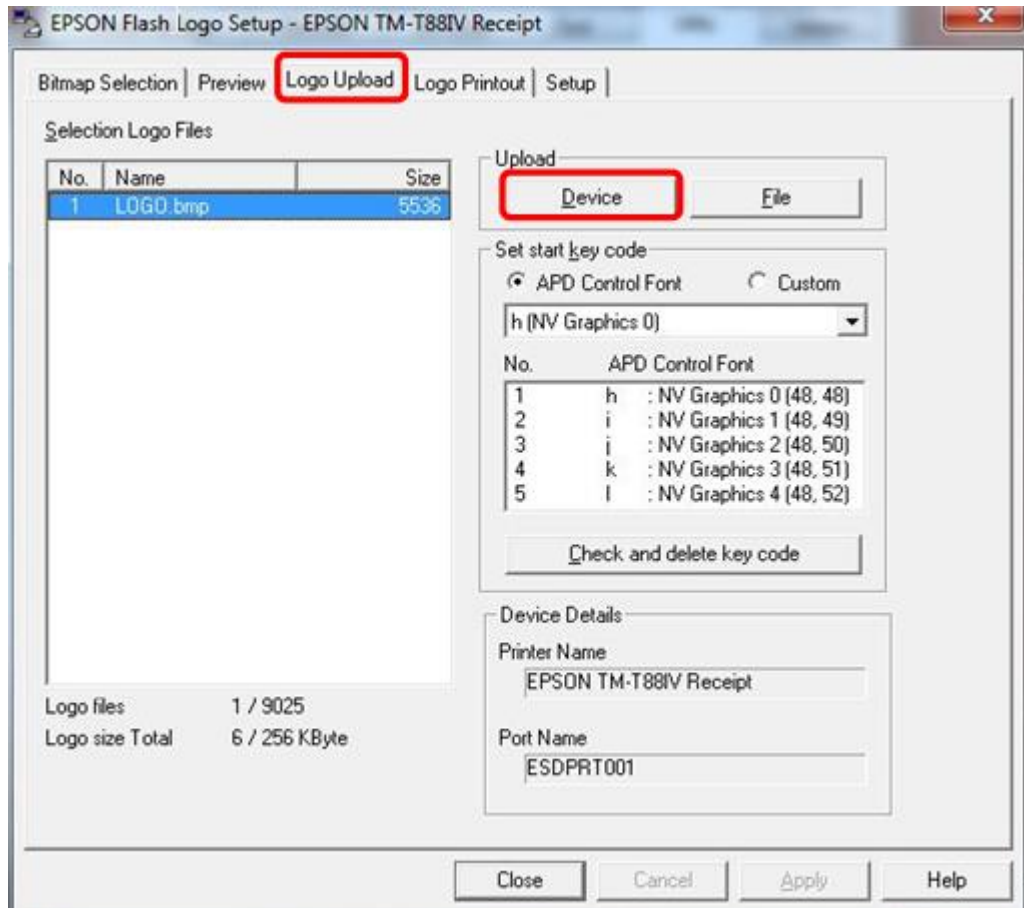 EPSON Flash Logo Setup - EPSON TM-T88IV Receipt
Bitmap Selection Preview Logo Upload Logo Printout Setup
Selection Logo Files
No. Name Size
1 LOGO.bmp 5536
Logo files 1 / 9025
Logo size Total 6 / 256 KByte
Upload
Device File
Set start key code
APD Control Font Custom
h (NV Graphics 0)
No. APD Control Font
1 h : NV Graphics 0 (48, 48)
2 i : NV Graphics 1 (48, 49)
3 j : NV Graphics 2 (48, 50)
4 k : NV Graphics 3 (48, 51)
5 l : NV Graphics 4 (48, 52)
Check and delete key code
Device Details
Printer Name
EPSON TM-T88IV Receipt
Port Name
ESDPRT001
Close Cancel Apply Help